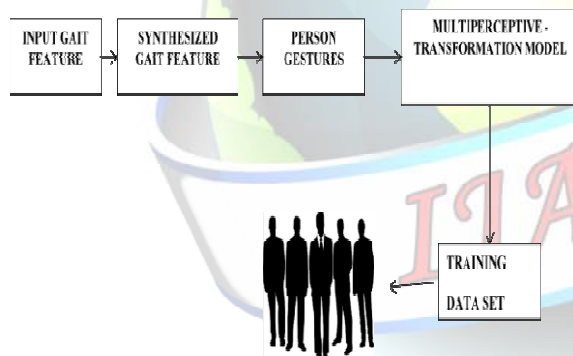 INPUT GAIT
FEATURE
SYNTHESIZED
GAIT FEATURE
PERSON
GESTURES
MULTIPERCEPTIVE -
TRANSFORMATION MODEL
TRAINING
DATA SET